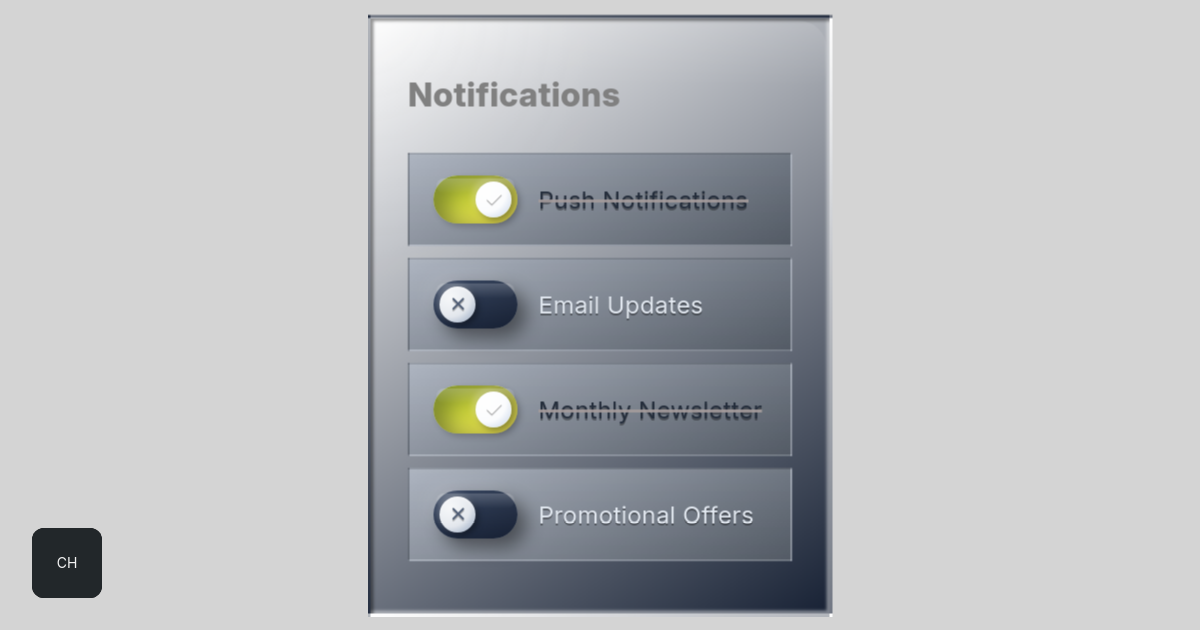 Notifications
Push Notifications
Email Updates
Monthly Newsletter
Promotional Offers
CH